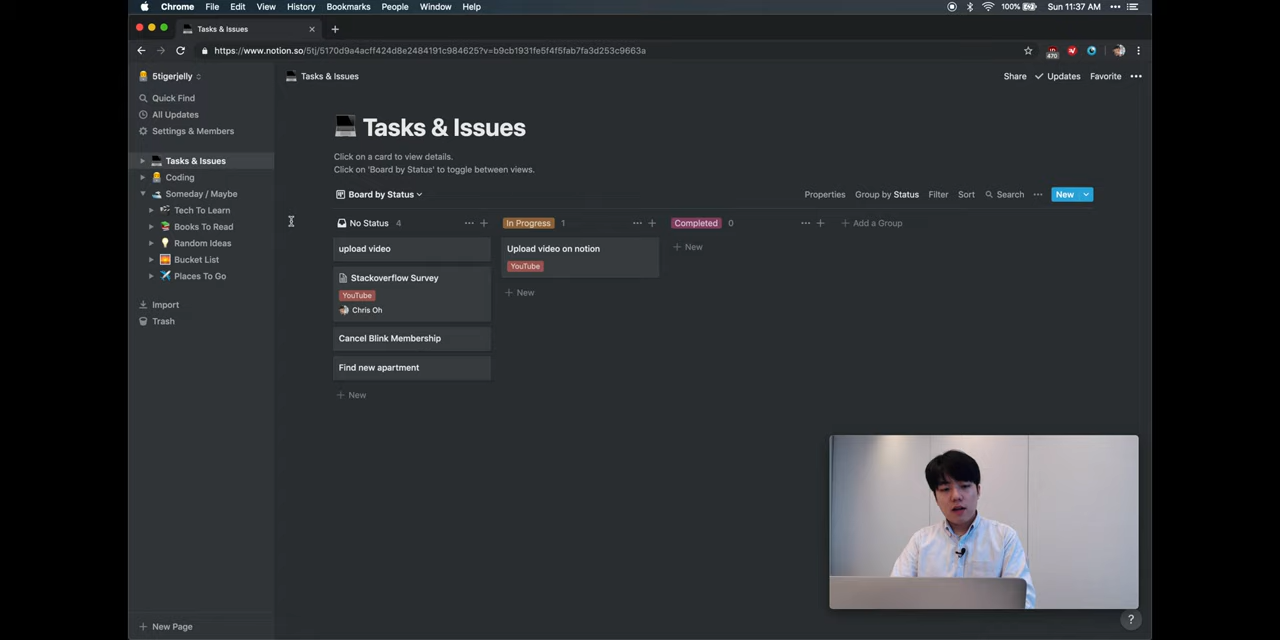 Chrome File Edit View History Bookmarks People Window Help 100% Sun 11:37 AM
Tasks & Issues
https://www.notion.so/5tj/5170d9a4acff424d8e2484191c984625?v=b9cb1931fe5f4f5fab7fa3d253c9663a
470
5tigerjelly
Tasks & Issues
Share Updates Favorite
Quick Find
All Updates
Settings & Members
Tasks & Issues
Coding
Someday / Maybe
Tech To Learn
Books To Read
Random Ideas
Bucket List
Places To Go
Import
Trash
New Page
Tasks & Issues
Click on a card to view details.
Click on 'Board by Status' to toggle between views.
Board by Status
Properties Group by Status Filter Sort Search New
No Status 4
upload video
Stackoverflow Survey
YouTube
Chris Oh
Cancel Blink Membership
Find new apartment
New
In Progress 1
Upload video on notion
YouTube
New
Completed 0
New
Add a Group
?